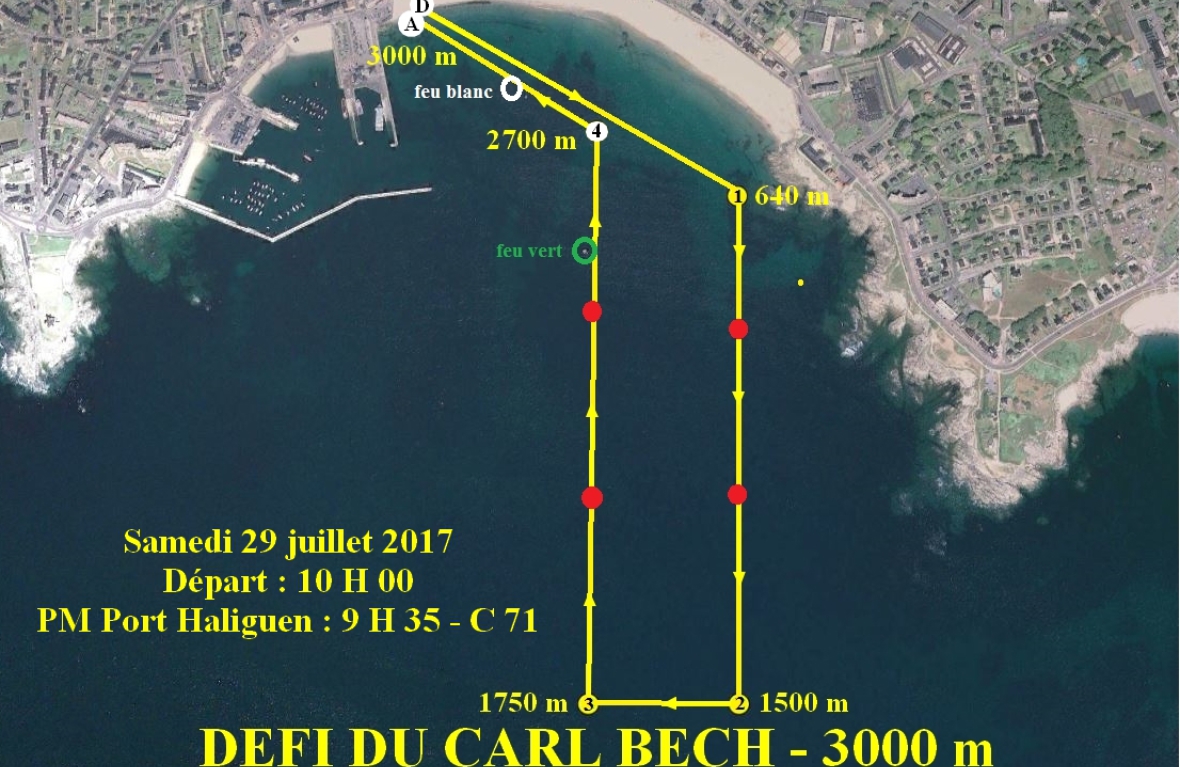 D
A
3000 m
feu blanc
4
2700 m
1
640 m
feu vert
Samedi 29 juillet 2017
Départ : 10 H 00
PM Port Haliguen : 9 H 35 - C 71
1750 m
3
2
1500 m
DEFI DU CARL BECH - 3000 m